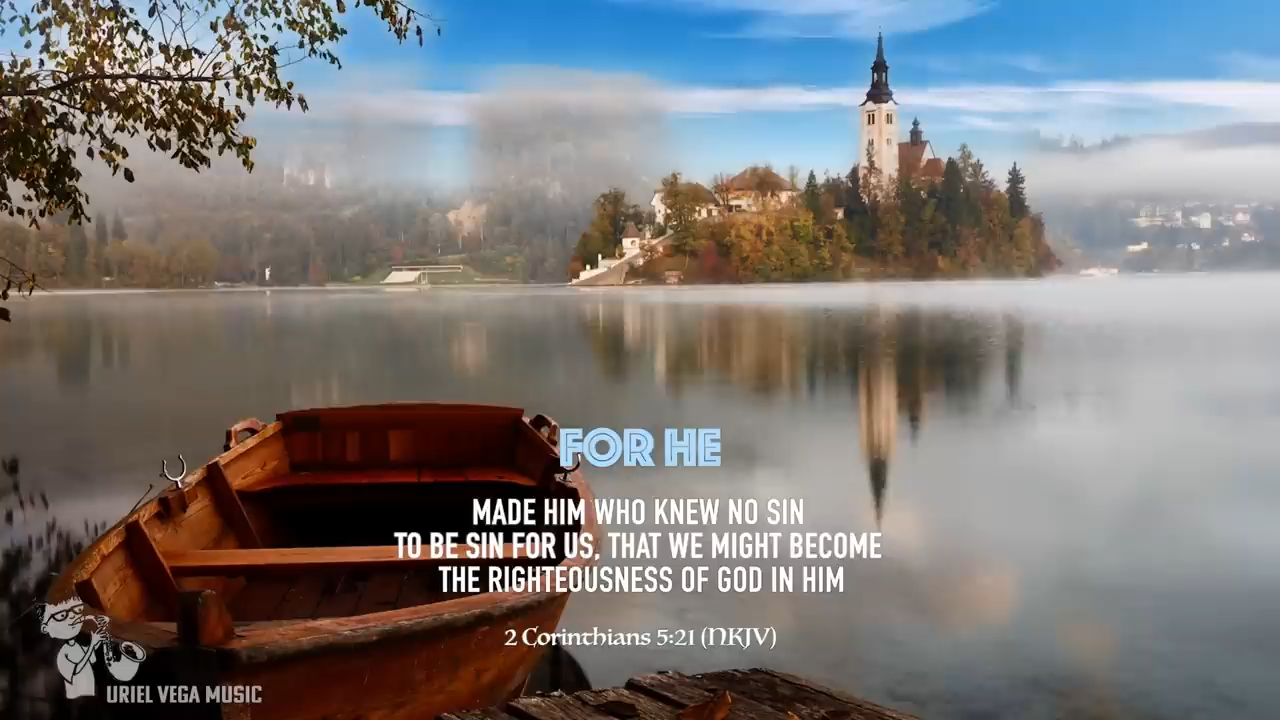 FOR HE
MADE HIM WHO KNEW NO SIN
TO BE SIN FOR US, THAT WE MIGHT BECOME
THE RIGHTEOUSNESS OF GOD IN HIM
2 Corinthians 5:21 (NKJV)
URIEL VEGA MUSIC